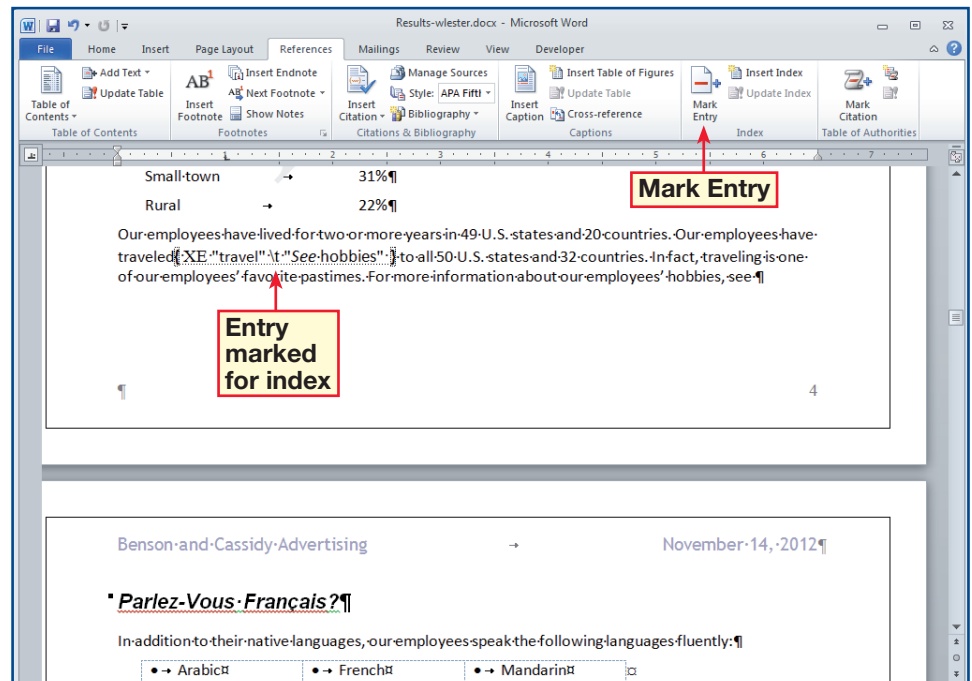 Results-wlester.docx - Microsoft Word
File Home Insert Page Layout References Mailings Review View Developer
Table of Contents
Add Text
Update Table
Table of Contents
AB1
Insert Footnote
Insert Endnote
Next Footnote
Show Notes
Footnotes
Insert Citation
Manage Sources
Style: APA Fifth
Bibliography
Citations & Bibliography
Insert Caption
Insert Table of Figures
Update Table
Cross-reference
Captions
Mark Entry
Insert Index
Update Index
Index
Mark Citation
Table of Authorities
1 2 3 4 5 6 7
Small·town → 31%¶
Mark Entry
Rural → 22%¶
Our·employees·have·lived·for·two·or·more·years·in·49·U.S.·states·and·20·countries.·Our·employees·have·
traveled{·XE·"travel"·\t·"See·hobbies"·}·to·all·50·U.S.·states·and·32·countries.·In·fact,·traveling·is·one·
of·our·employees'·favorite·pastimes.·For·more·information·about·our·employees'·hobbies,·see·¶
Entry
marked
for index
¶ 4
Benson·and·Cassidy·Advertising → November·14,·2012¶
Parlez-Vous·Français?¶
In·addition·to·their·native·languages,·our·employees·speak·the·following·languages·fluently:¶
●→ Arabic¤ ●→ French¤ ●→ Mandarin¤ ¤